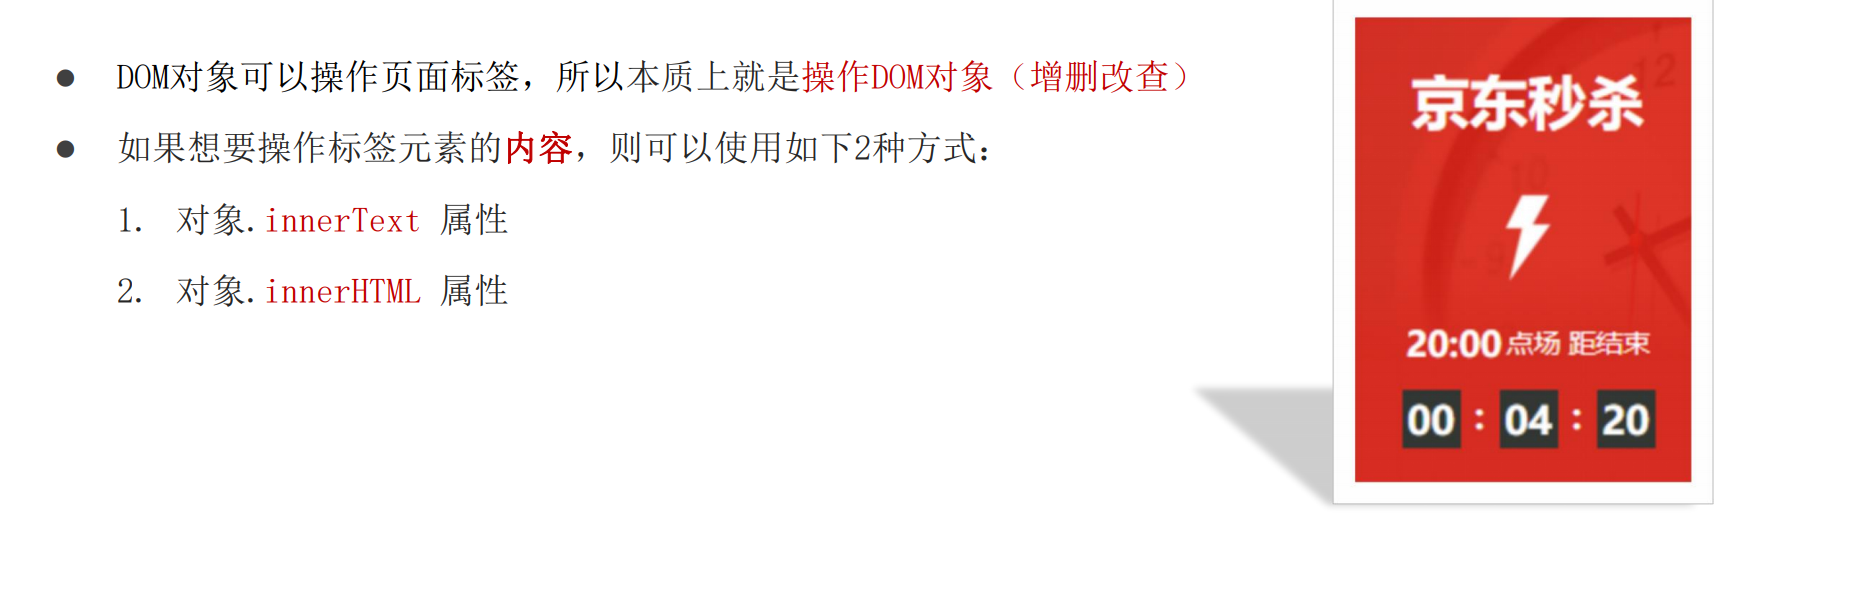 ● DOM对象可以操作页面标签，所以本质上就是操作DOM对象（增删改查）
● 如果想要操作标签元素的内容，则可以使用如下2种方式：
1. 对象.innerText 属性
2. 对象.innerHTML 属性
京东秒杀
12
10
9
20:00点场 距结束
00 : 04 : 20